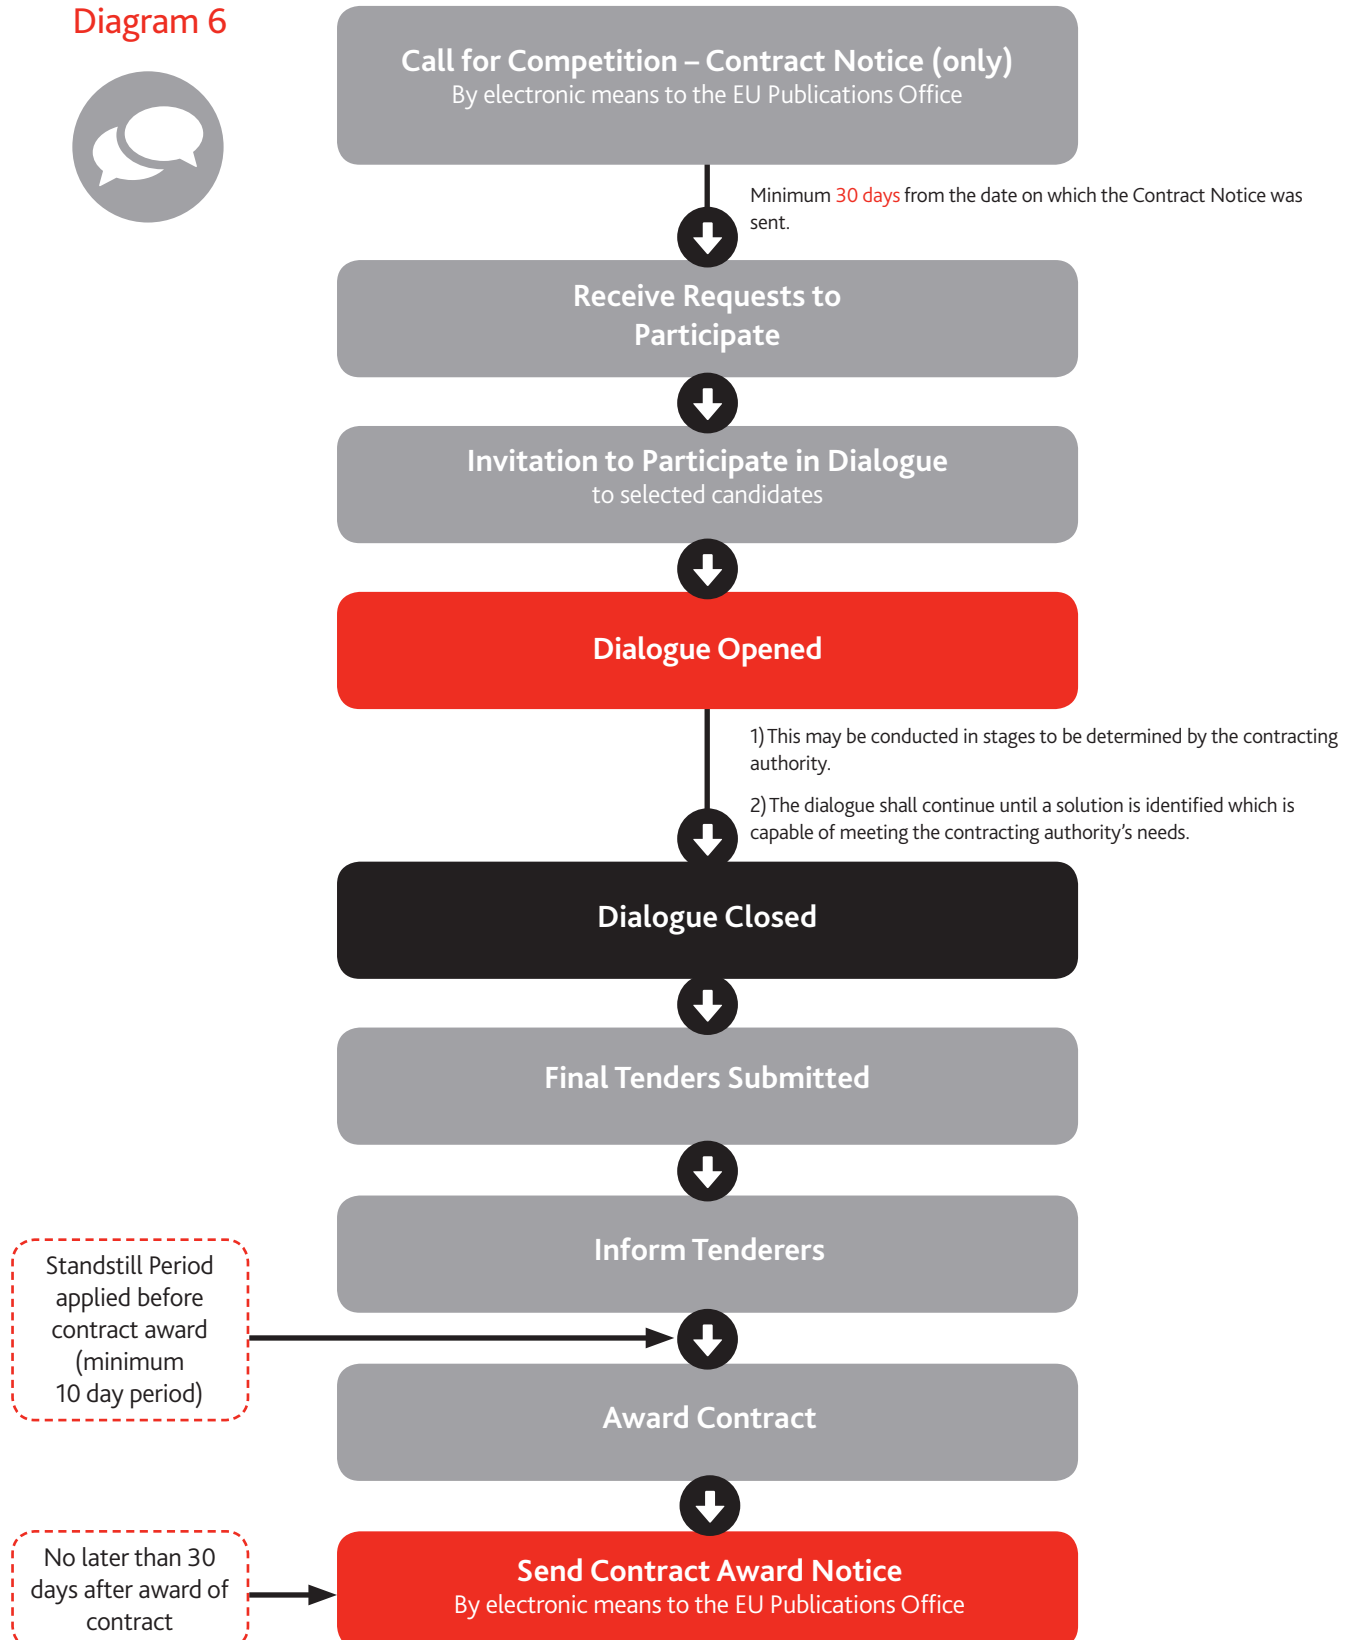 Diagram 6
Call for Competition – Contract Notice (only)
By electronic means to the EU Publications Office
Minimum 30 days from the date on which the Contract Notice was
sent.
Receive Requests to
Participate
Invitation to Participate in Dialogue
to selected candidates
Dialogue Opened
1) This may be conducted in stages to be determined by the contracting
authority.
2) The dialogue shall continue until a solution is identified which is
capable of meeting the contracting authority’s needs.
Dialogue Closed
Final Tenders Submitted
Inform Tenderers
Standstill Period
applied before
contract award
(minimum
10 day period)
Award Contract
No later than 30
days after award of
contract
Send Contract Award Notice
By electronic means to the EU Publications Office